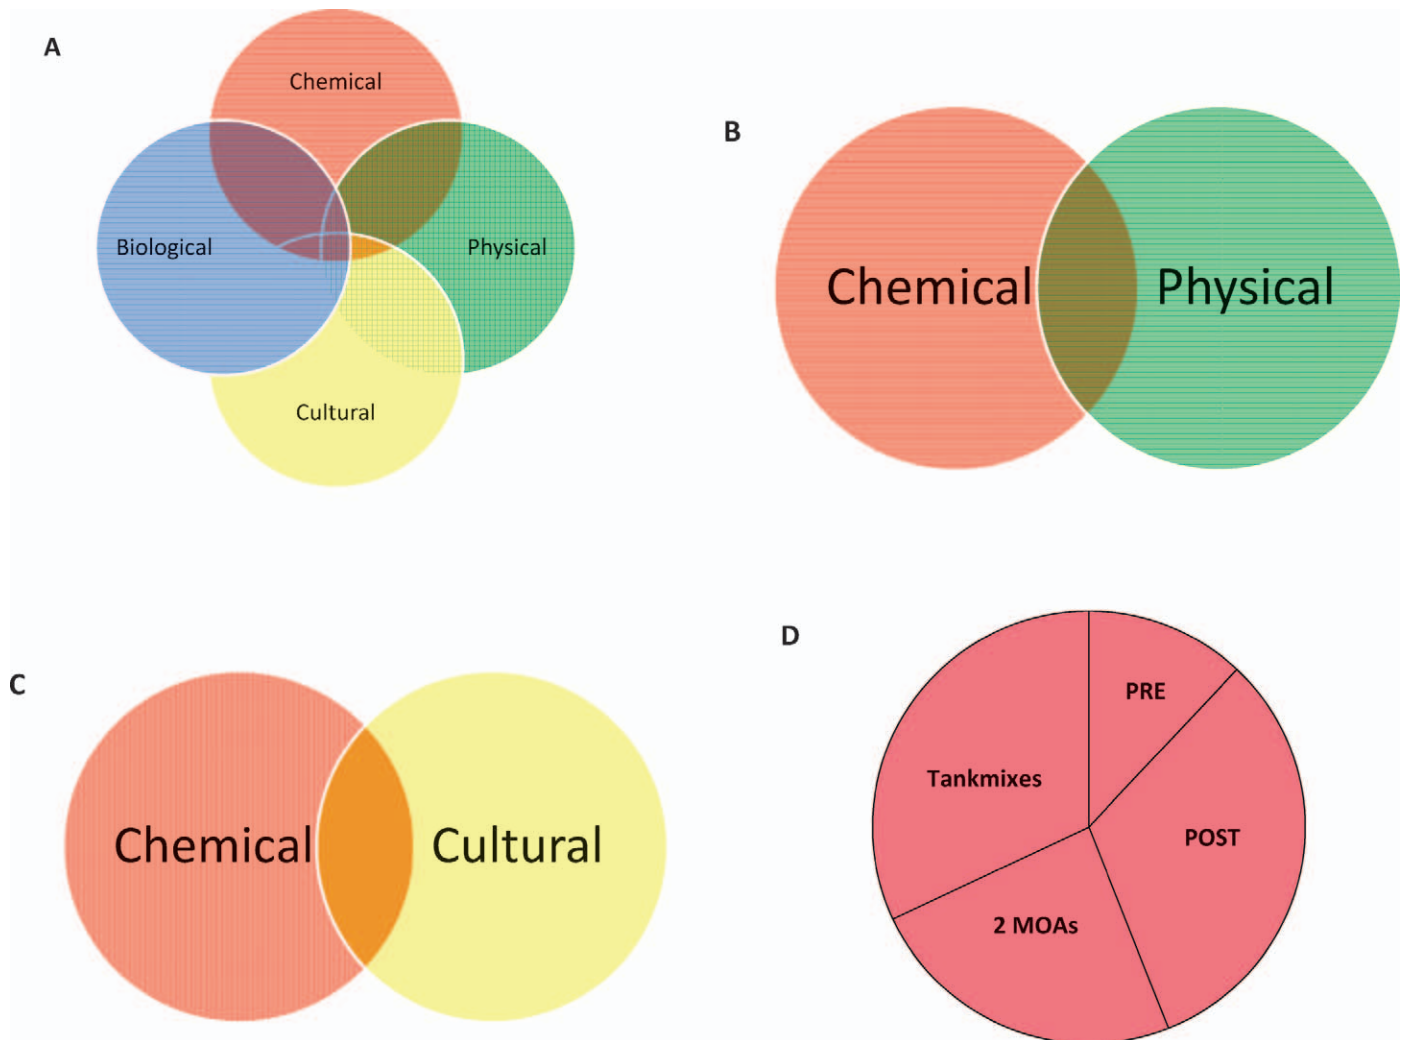 A
Chemical
Biological
Physical
Cultural
B
Chemical
Physical
C
Chemical
Cultural
D
PRE
Tankmixes
POST
2 MOAs